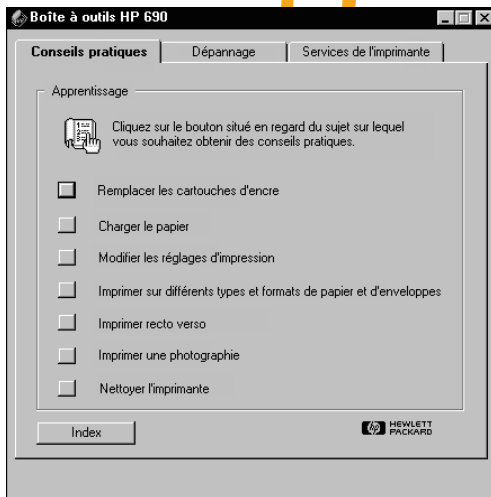 Boîte à outils HP 690
Conseils pratiques
Dépannage
Services de l'imprimante
Apprentissage
Cliquez sur le bouton situé en regard du sujet sur lequel
vous souhaitez obtenir des conseils pratiques.
Remplacer les cartouches d'encre
Charger le papier
Modifier les réglages d'impression
Imprimer sur différents types et formats de papier et d'enveloppes
Imprimer recto verso
Imprimer une photographie
Nettoyer l'imprimante
Index
HEWLETT
PACKARD